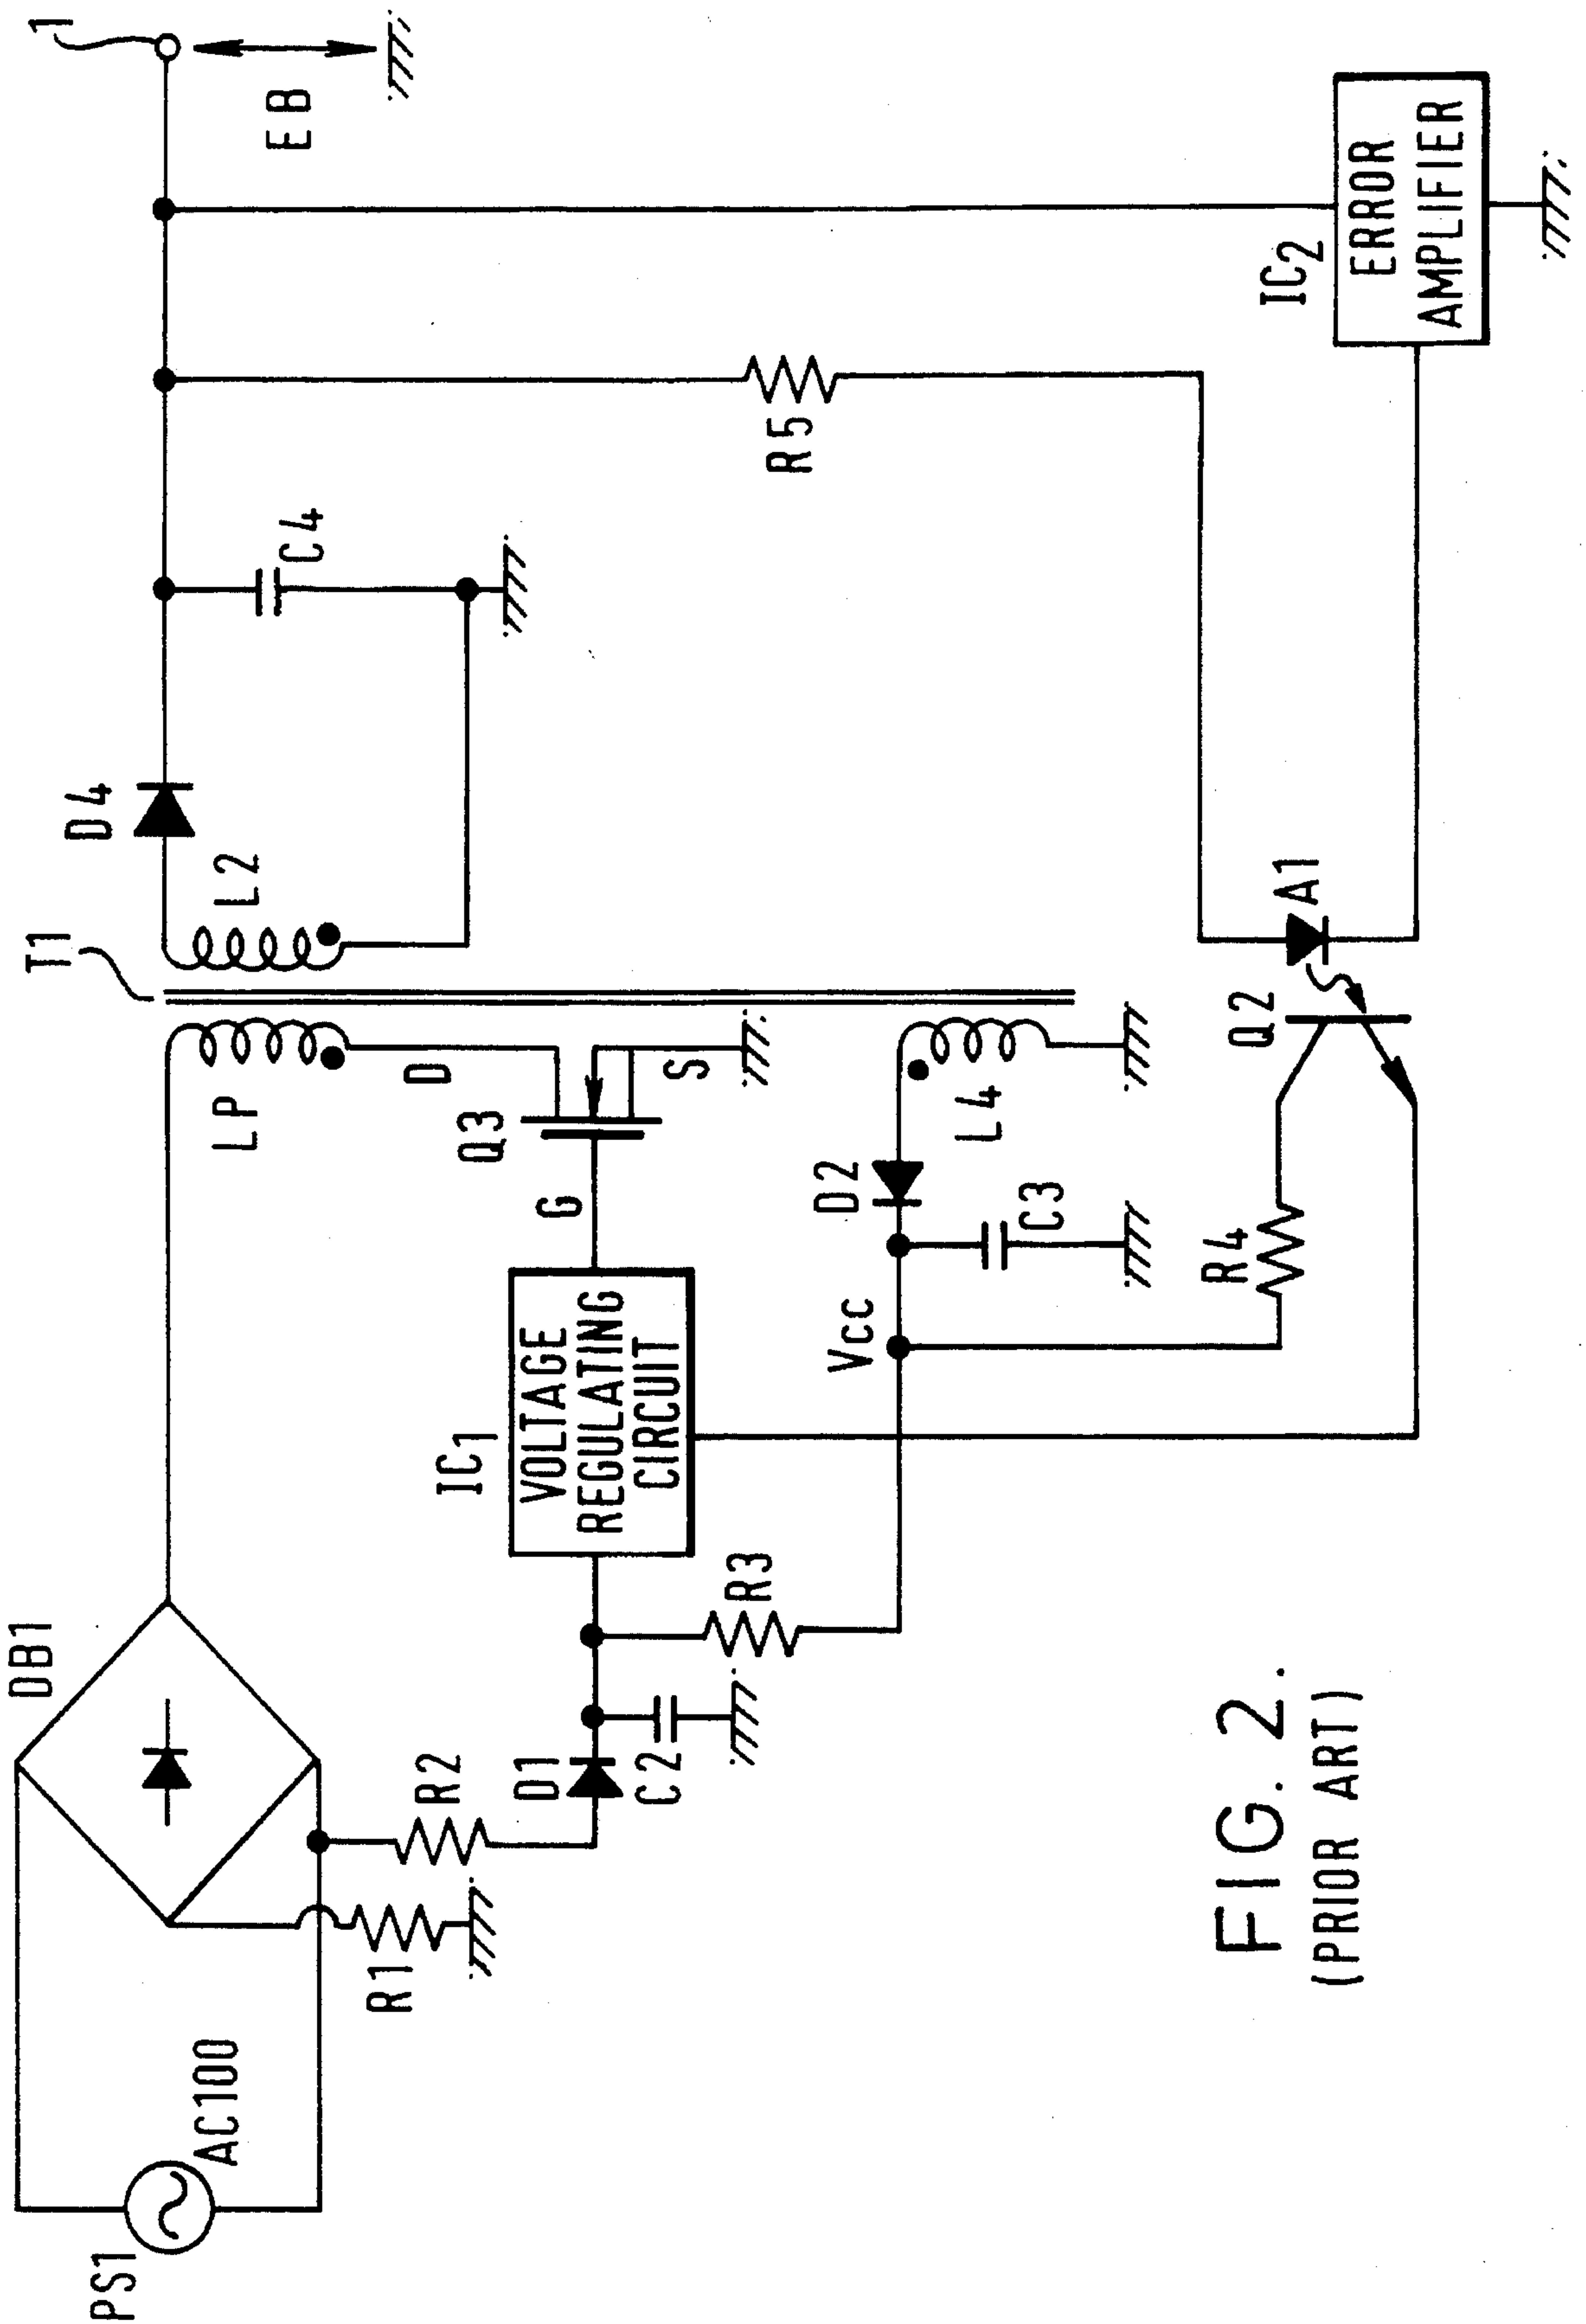 T1
1
D4
L2
C4
EB
DB1
LP
D
Q3
G
S
R5
PS1
AC100
R1
R2
D1
C2
IC1
VOLTAGE
REGULATING
CIRCUIT
R3
D2
L4
C3
Vcc
R4
Q2
A1
IC2
ERROR
AMPLIFIER
FIG. 2.
(PRIOR ART)